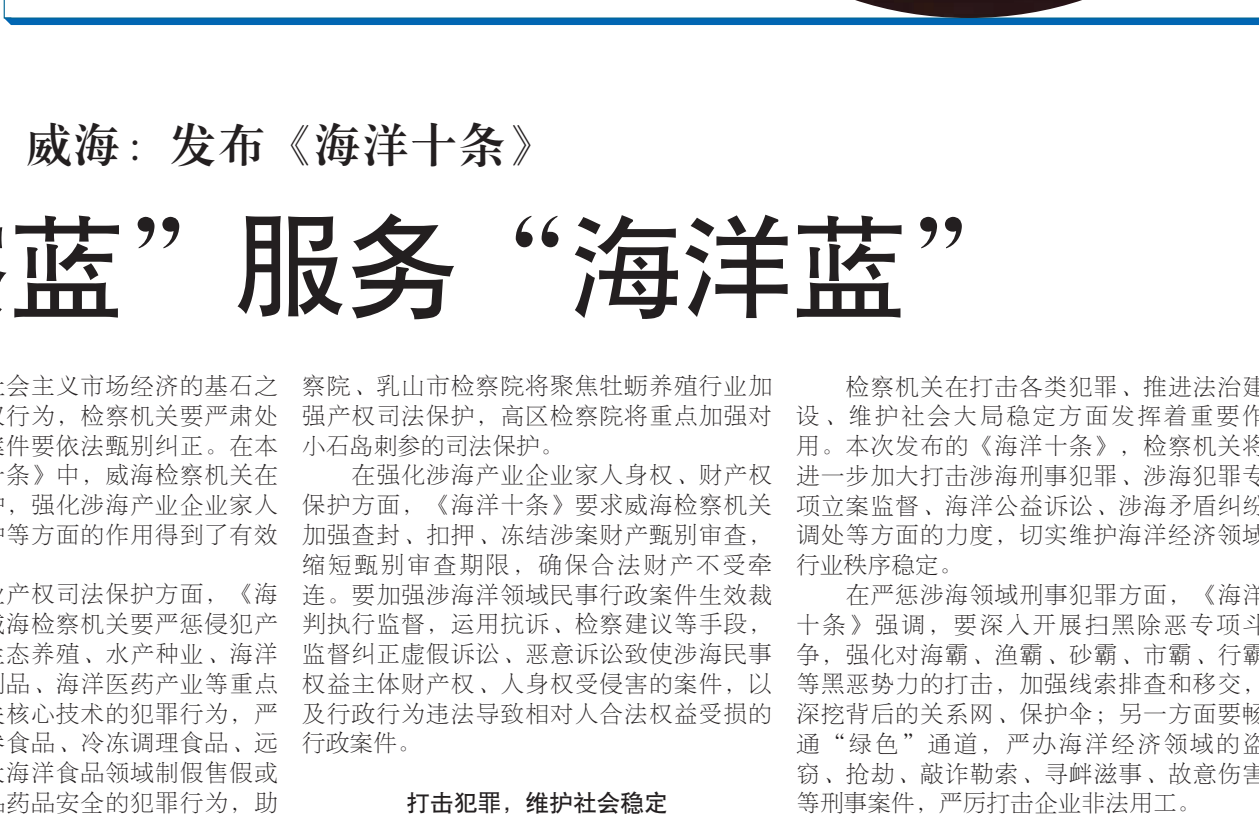 威海：发布《海洋十条》
蓝”服务“海洋蓝”
会主义市场经济的基石之
行为，检察机关要严肃处
件要依法甄别纠正。在本
条》中，威海检察机关在
，强化涉海产业企业家人
等方面的作用得到了有效
产权司法保护方面，《海
海检察机关要严惩侵犯产
态养殖、水产种业、海洋
品、海洋医药产业等重点
核心技术的犯罪行为，严
食品、冷冻调理食品、远
海洋食品领域制假售假或
药品安全的犯罪行为，助
察院、乳山市检察院将聚焦牡蛎养殖行业加
强产权司法保护，高区检察院将重点加强对
小石岛刺参的司法保护。
在强化涉海产业企业家人身权、财产权
保护方面，《海洋十条》要求威海检察机关
加强查封、扣押、冻结涉案财产甄别审查，
缩短甄别审查期限，确保合法财产不受牵
连。要加强涉海洋领域民事行政案件生效裁
判执行监督，运用抗诉、检察建议等手段，
监督纠正虚假诉讼、恶意诉讼致使涉海民事
权益主体财产权、人身权受侵害的案件，以
及行政行为违法导致相对人合法权益受损的
行政案件。
打击犯罪，维护社会稳定
检察机关在打击各类犯罪、推进法治建
设、维护社会大局稳定方面发挥着重要作
用。本次发布的《海洋十条》，检察机关将
进一步加大打击涉海刑事犯罪、涉海犯罪专
项立案监督、海洋公益诉讼、涉海矛盾纠纷
调处等方面的力度，切实维护海洋经济领域
行业秩序稳定。
在严惩涉海领域刑事犯罪方面，《海洋
十条》强调，要深入开展扫黑除恶专项斗
争，强化对海霸、渔霸、砂霸、市霸、行霸
等黑恶势力的打击，加强线索排查和移交，
深挖背后的关系网、保护伞；另一方面要畅
通“绿色”通道，严办海洋经济领域的盗
窃、抢劫、敲诈勒索、寻衅滋事、故意伤害
等刑事案件，严厉打击企业非法用工。